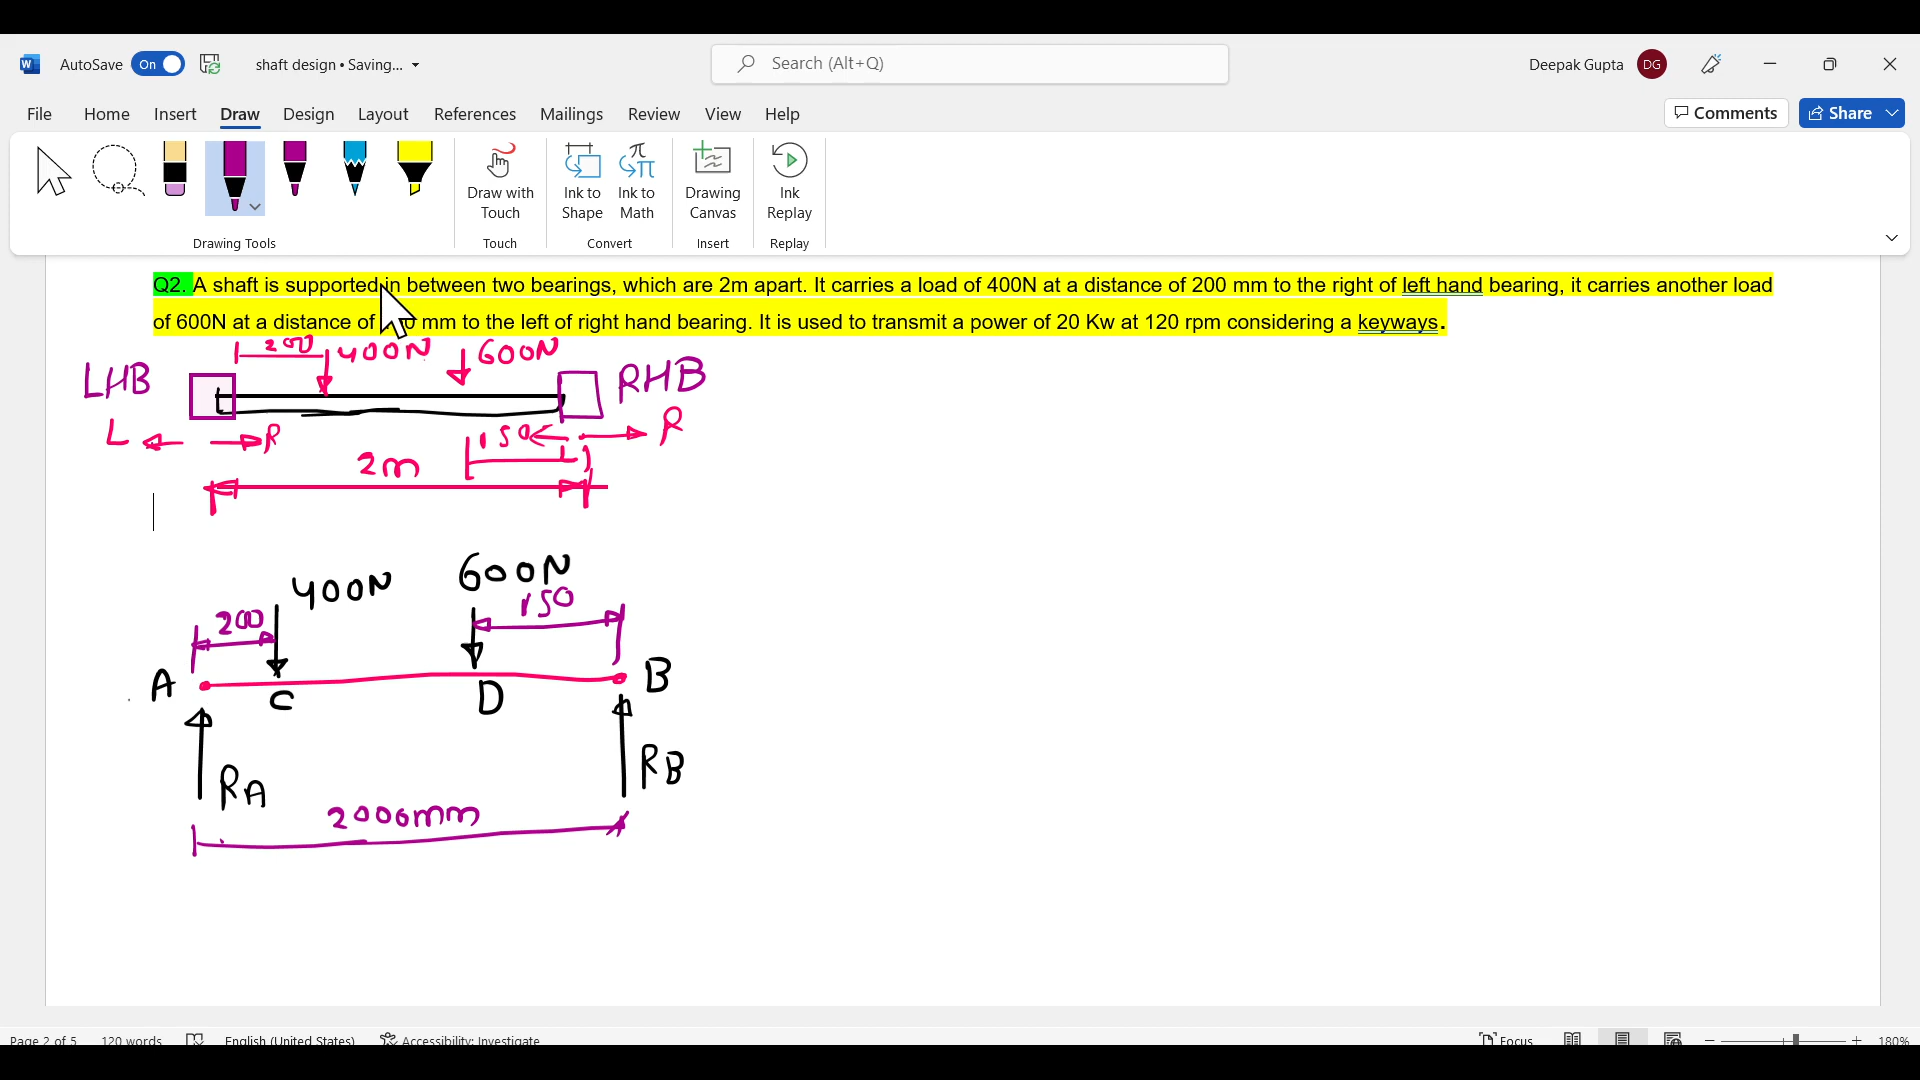 AutoSave On shaft design • Saving... Search (Alt+Q) Deepak Gupta DG
File Home Insert Draw Design Layout References Mailings Review View Help Comments Share
Draw with Touch
Ink to Shape
Ink to Math
Drawing Canvas
Ink Replay
Drawing Tools Touch Convert Insert Replay
Q2. A shaft is supported in between two bearings, which are 2m apart. It carries a load of 400N at a distance of 200 mm to the right of left hand bearing, it carries another load
of 600N at a distance of mm to the left of right hand bearing. It is used to transmit a power of 20 Kw at 120 rpm considering a keyways.
200 400N 600N
LHB RHB
L R 150 R
2m
400N 600N
200 150
A C D B
RA RB
2000mm
Page 2 of 5 120 words English (United States) Accessibility: Investigate Focus 180%